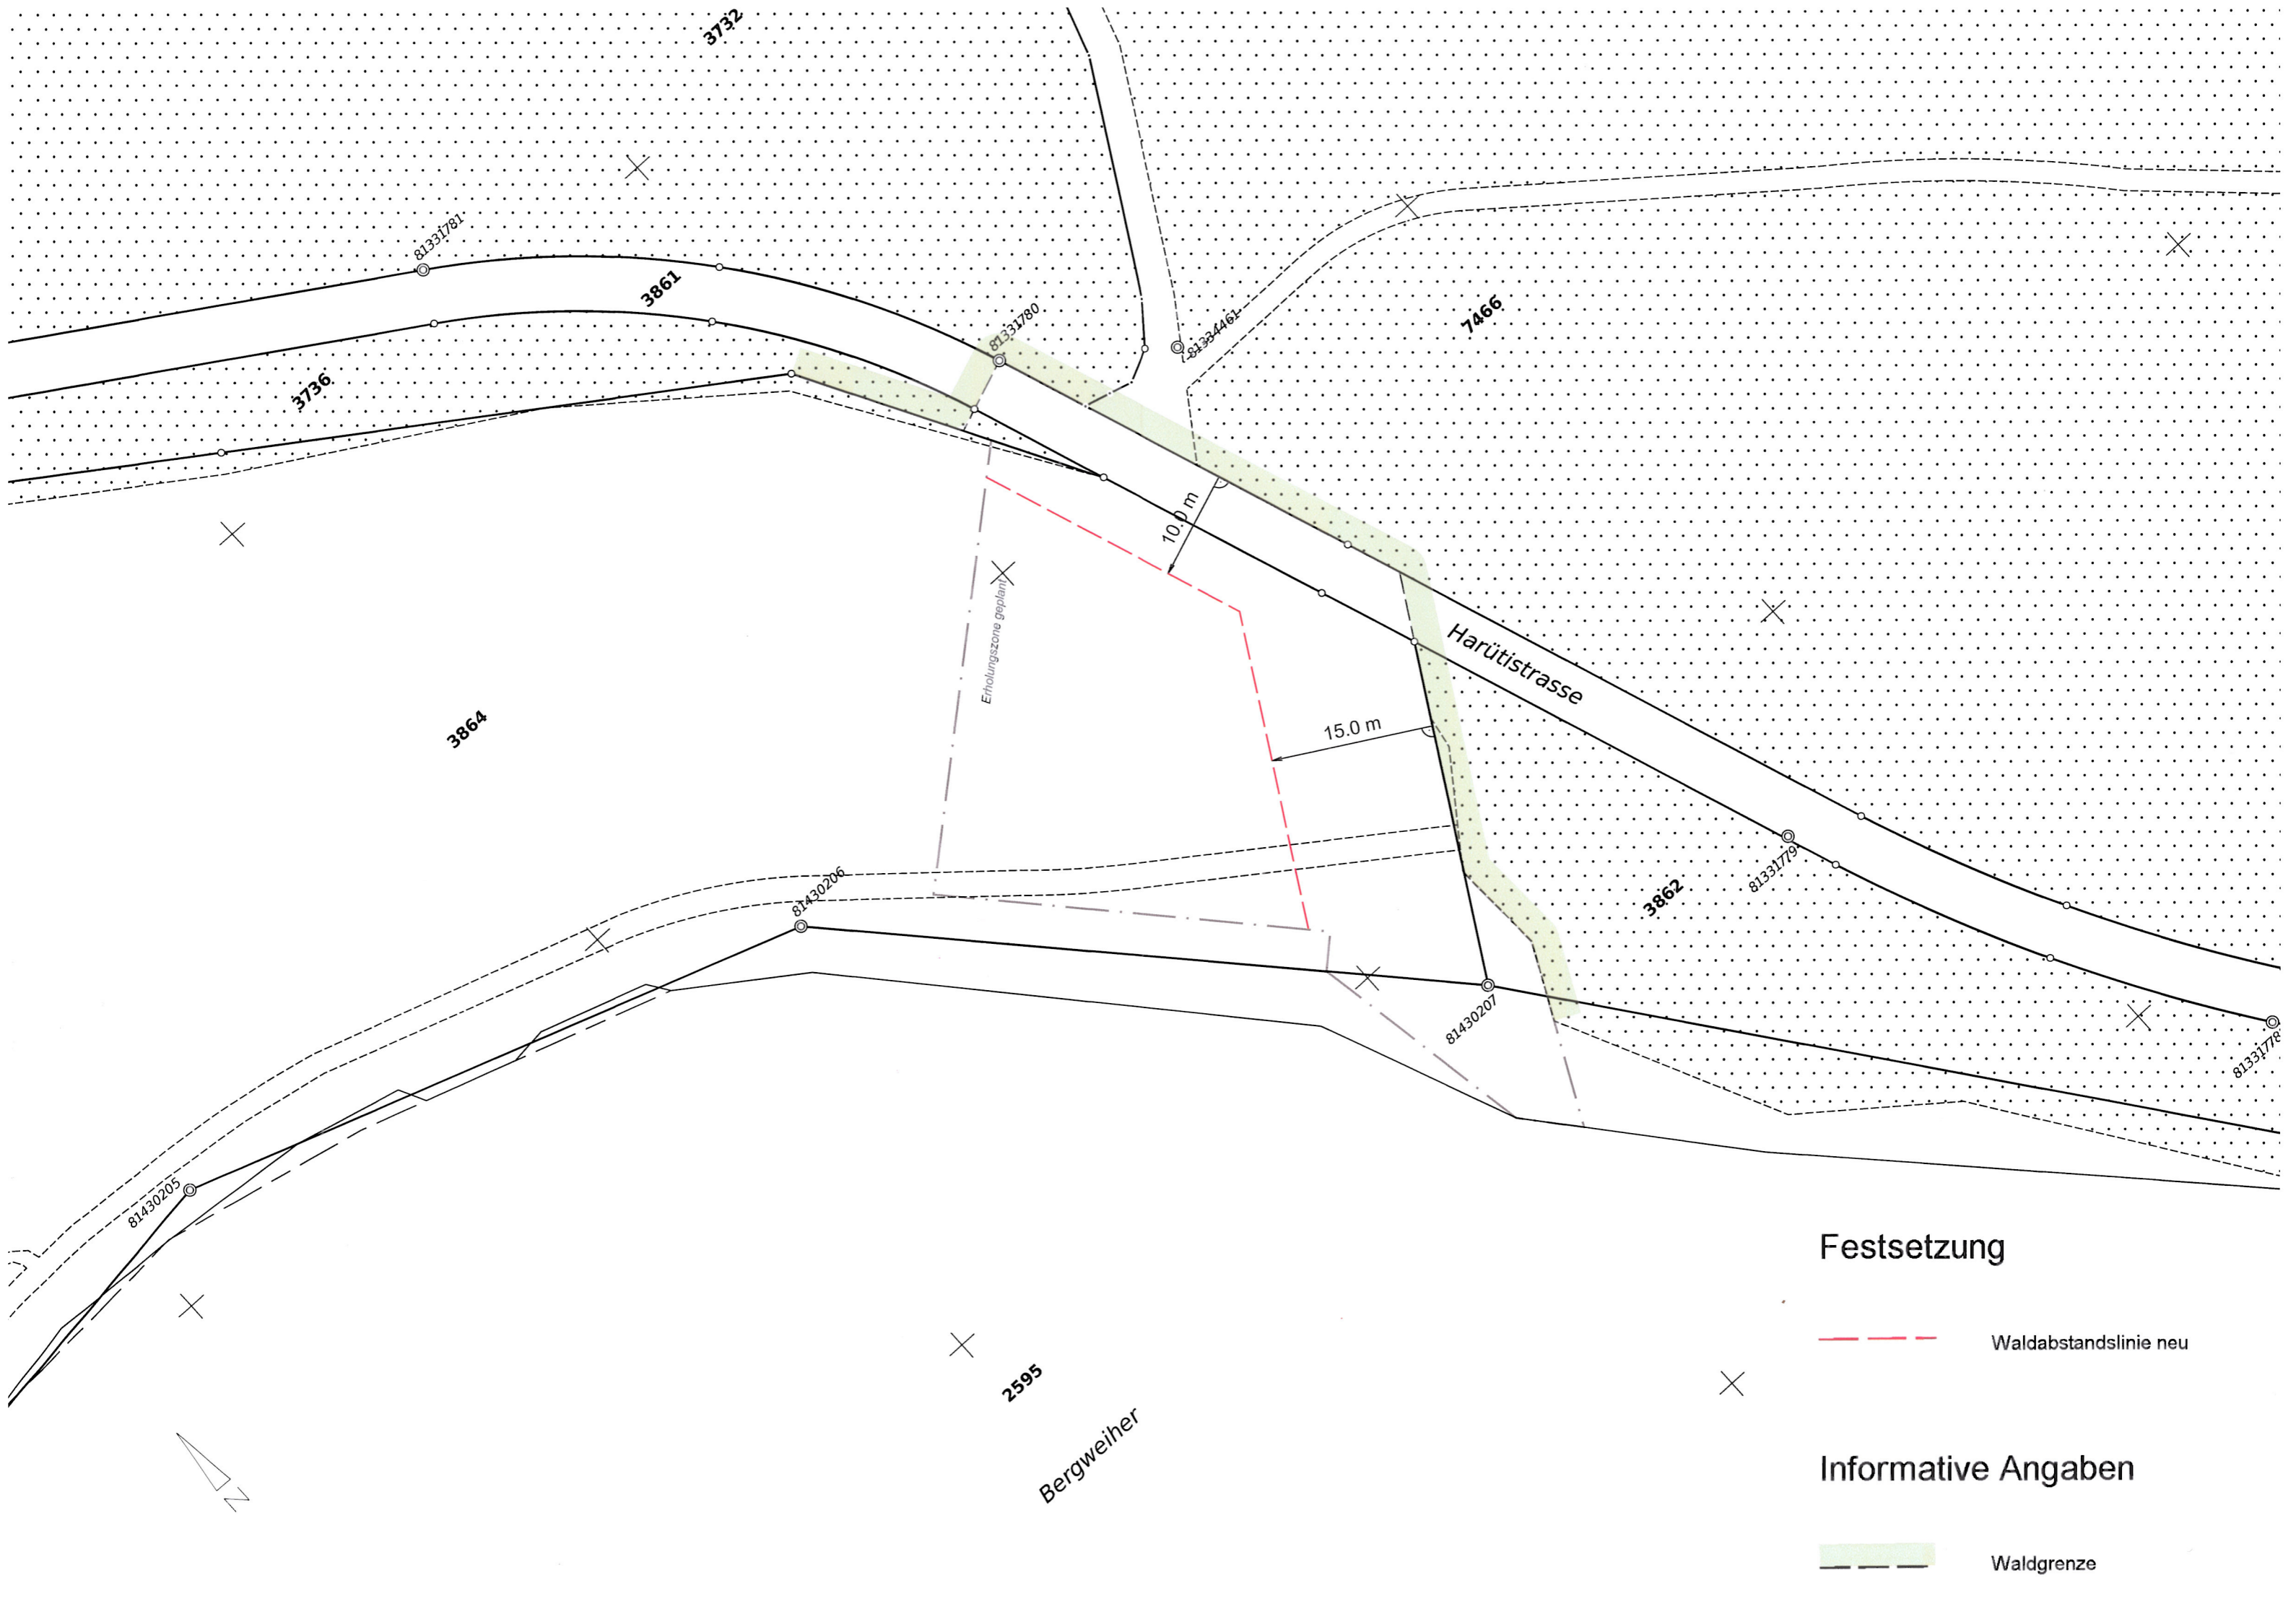 3732
81331781
3861
81331780
81334461
7466
3736
10.0 m
Erholungszone geplant
Harütistrasse
3864
15.0 m
81430206
81331779
3862
81430207
81331778
81430205
Festsetzung
Waldabstandslinie neu
2595
Bergweiher
Informative Angaben
N
Waldgrenze